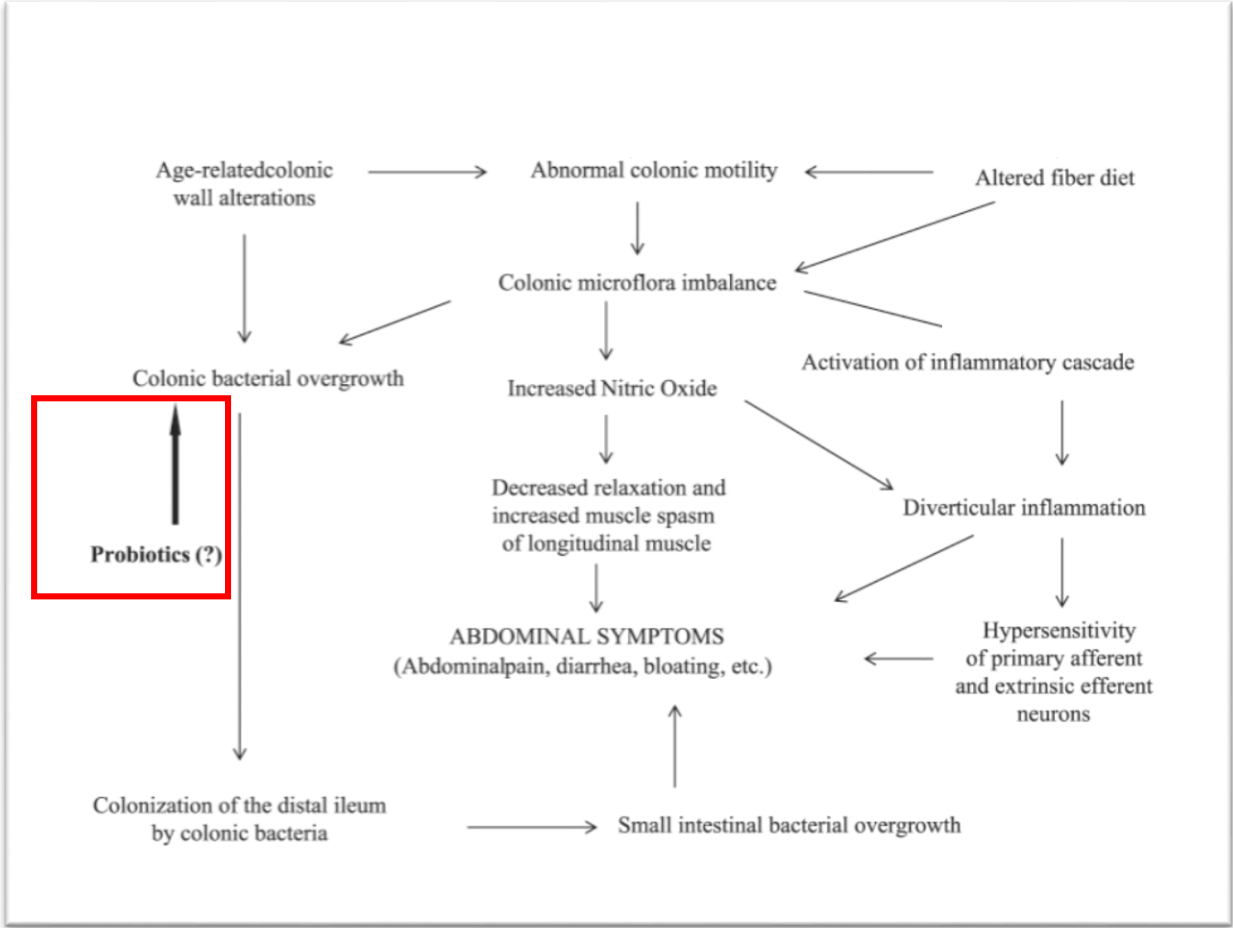 Age-relatedcolonic
wall alterations
Abnormal colonic motility
Altered fiber diet
Colonic microflora imbalance
Colonic bacterial overgrowth
Increased Nitric Oxide
Activation of inflammatory cascade
Decreased relaxation and
increased muscle spasm
of longitudinal muscle
Diverticular inflammation
Probiotics (?)
ABDOMINAL SYMPTOMS
(Abdominalpain, diarrhea, bloating, etc.)
Hypersensitivity
of primary afferent
and extrinsic efferent
neurons
Colonization of the distal ileum
by colonic bacteria
Small intestinal bacterial overgrowth